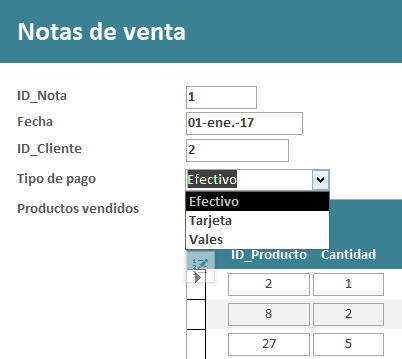 Notas de venta
ID_Nota 1
Fecha 01-ene.-17
ID_Cliente 2
Tipo de pago Efectivo
Efectivo
Tarjeta
Vales
Productos vendidos
ID_Producto Cantidad
2 1
8 2
27 5